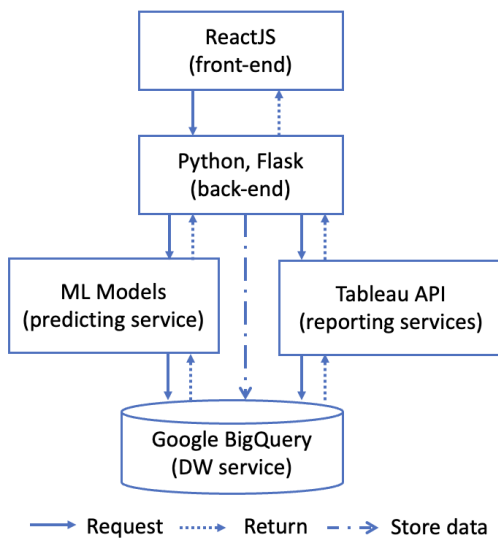 ReactJS
(front-end)
Python, Flask
(back-end)
ML Models
(predicting service)
Tableau API
(reporting services)
Google BigQuery
(DW service)
Request
Return
Store data